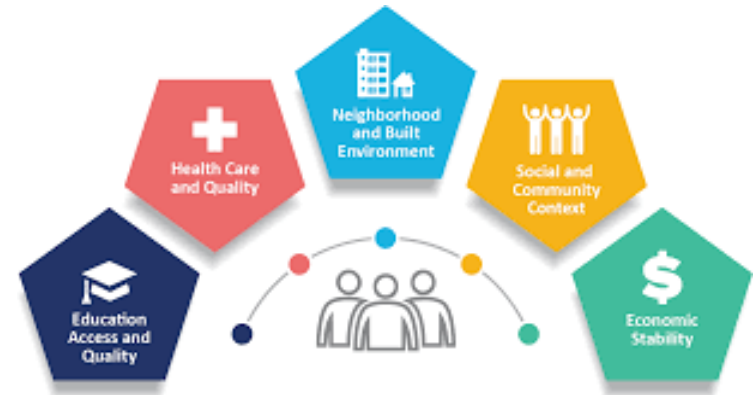 Education
Access and
Quality
Health Care
and Quality
Neighborhood
and Built
Environment
Social and
Community
Context
$
Economic
Stability